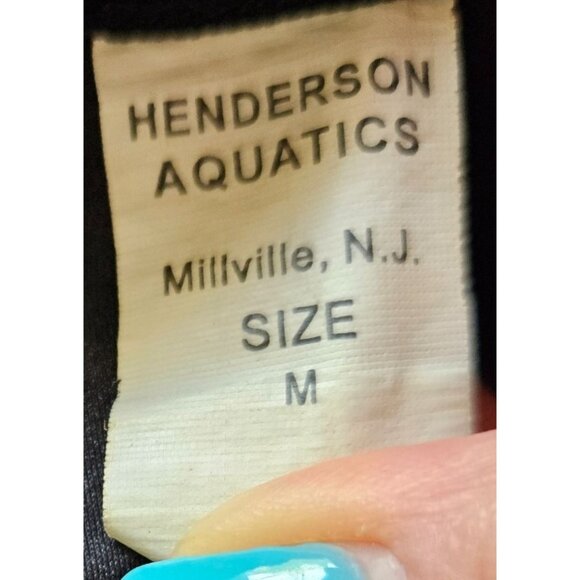 HENDERSON
AQUATICS
Millville, N.J.
SIZE
M